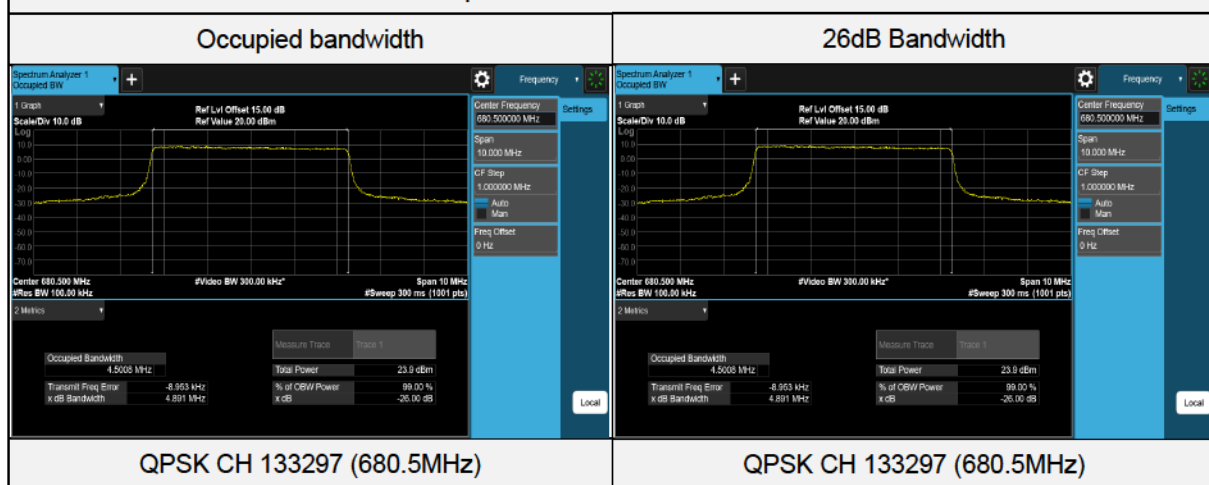 Occupied bandwidth
26dB Bandwidth
Spectrum Analyzer 1
Occupied BW
+
Frequency
1 Graph
Scale/Div 10.0 dB
Ref Lvl Offset 15.00 dB
Ref Value 20.00 dBm
Log
10.0
0.00
-10.0
-20.0
-30.0
-40.0
-50.0
-60.0
-70.0
Center 680.500 MHz
#Video BW 300.00 kHz*
Span 10 MHz
#Res BW 100.00 kHz
#Sweep 300 ms (1001 pts)
Center Frequency
680.500000 MHz
Settings
Span
10.000 MHz
CF Step
1.000000 MHz
Auto
Man
Freq Offset
0 Hz
Local
2 Metrics
Measure Trace Trace 1
Occupied Bandwidth
4.5008 MHz
Total Power 23.9 dBm
Transmit Freq Error -8.953 kHz
% of OBW Power 99.00 %
x dB Bandwidth 4.891 MHz
x dB -26.00 dB
Spectrum Analyzer 1
Occupied BW
+
Frequency
1 Graph
Scale/Div 10.0 dB
Ref Lvl Offset 15.00 dB
Ref Value 20.00 dBm
Log
10.0
0.00
-10.0
-20.0
-30.0
-40.0
-50.0
-60.0
-70.0
Center 680.500 MHz
#Video BW 300.00 kHz*
Span 10 MHz
#Res BW 100.00 kHz
#Sweep 300 ms (1001 pts)
Center Frequency
680.500000 MHz
Settings
Span
10.000 MHz
CF Step
1.000000 MHz
Auto
Man
Freq Offset
0 Hz
Local
2 Metrics
Measure Trace Trace 1
Occupied Bandwidth
4.5008 MHz
Total Power 23.9 dBm
Transmit Freq Error -8.953 kHz
% of OBW Power 99.00 %
x dB Bandwidth 4.891 MHz
x dB -26.00 dB
QPSK CH 133297 (680.5MHz)
QPSK CH 133297 (680.5MHz)